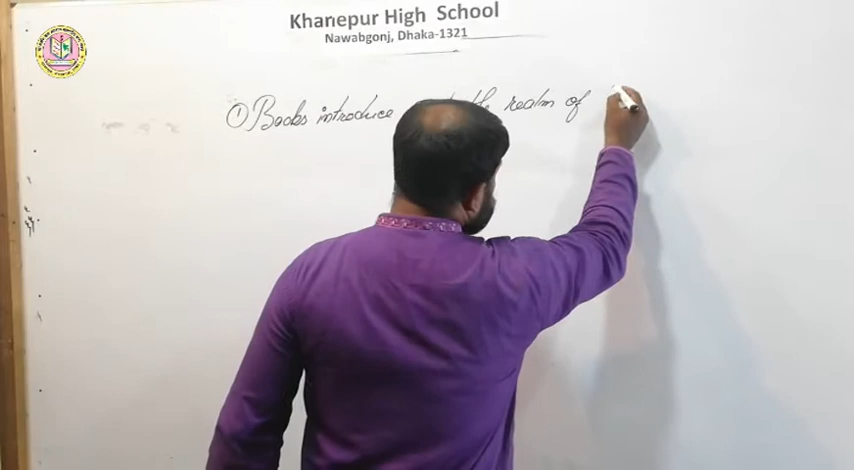 Khanepur High School
Nawabgonj, Dhaka-1321
① Books introduce the realm of